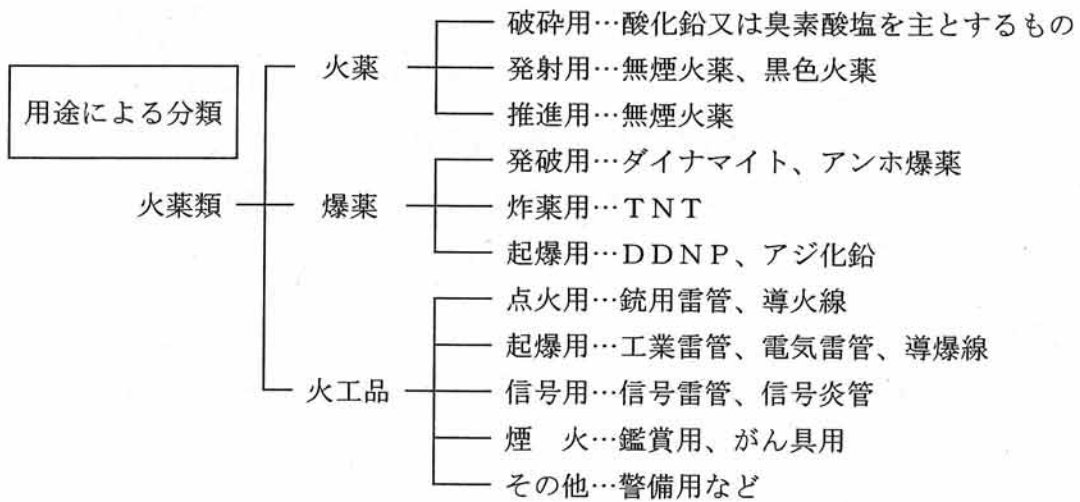 用途による分類
火薬類
火薬
破砕用…酸化鉛又は臭素酸塩を主とするもの
発射用…無煙火薬、黒色火薬
推進用…無煙火薬
爆薬
発破用…ダイナマイト、アンホ爆薬
炸薬用…TNT
起爆用…DDNP、アジ化鉛
火工品
点火用…銃用雷管、導火線
起爆用…工業雷管、電気雷管、導爆線
信号用…信号雷管、信号炎管
煙　火…鑑賞用、がん具用
その他…警備用など